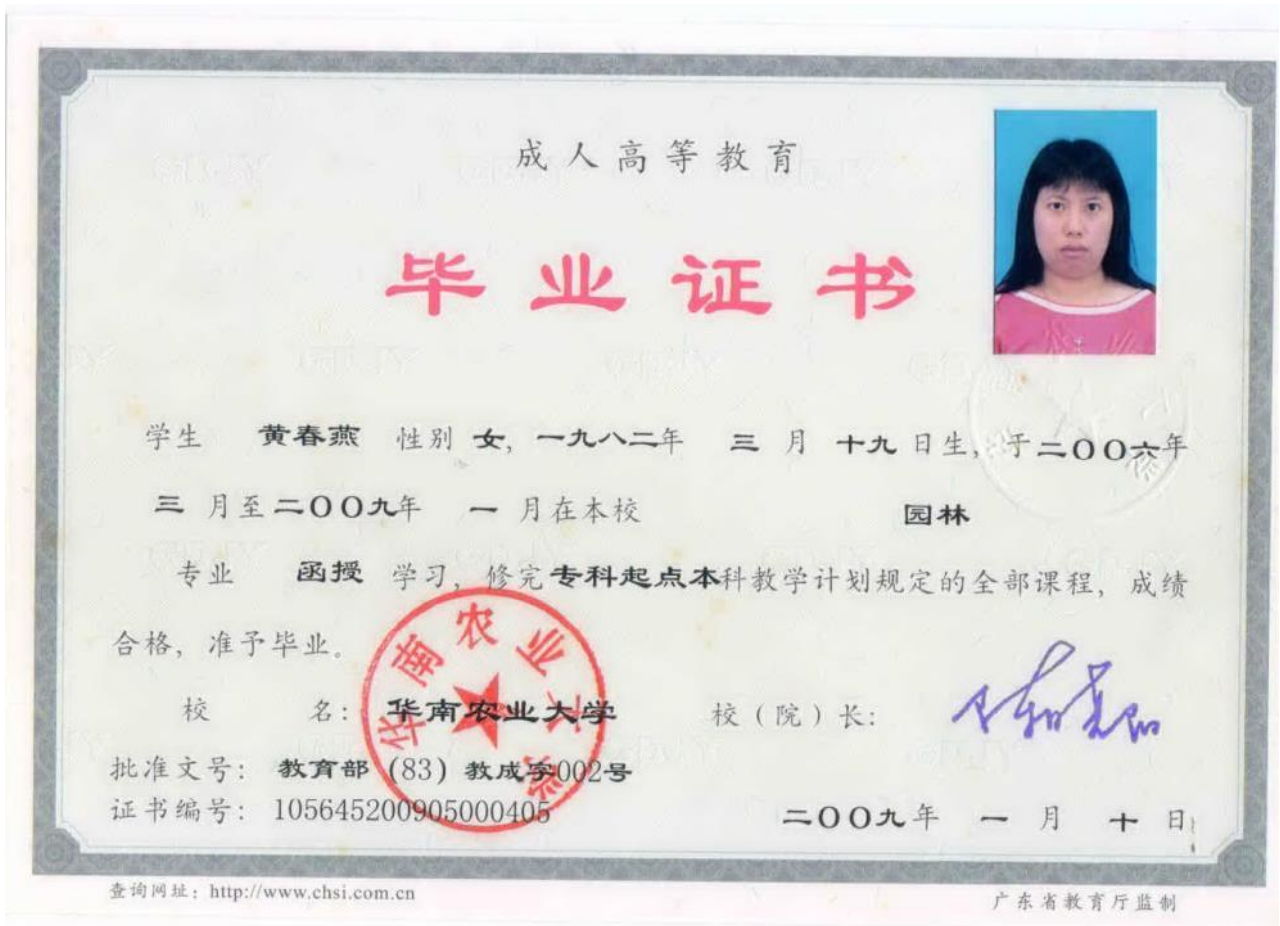 成人高等教育
毕业证书
学生 黄春燕 性别 女, 一九八二年 三 月 十九 日生, 于二〇〇六年
三 月至二〇〇九年 一 月在本校 园林
专业 函授 学习, 修完专科起点本科教学计划规定的全部课程, 成绩
合格, 准予毕业。
华南农业大学
校 名: 华南农业大学 校(院)长:
批准文号: 教育部 (83) 教成字002号
证书编号: 105645200905000405
二〇〇九年 一 月 十 日
查询网址: http://www.chsi.com.cn 广东省教育厅监制